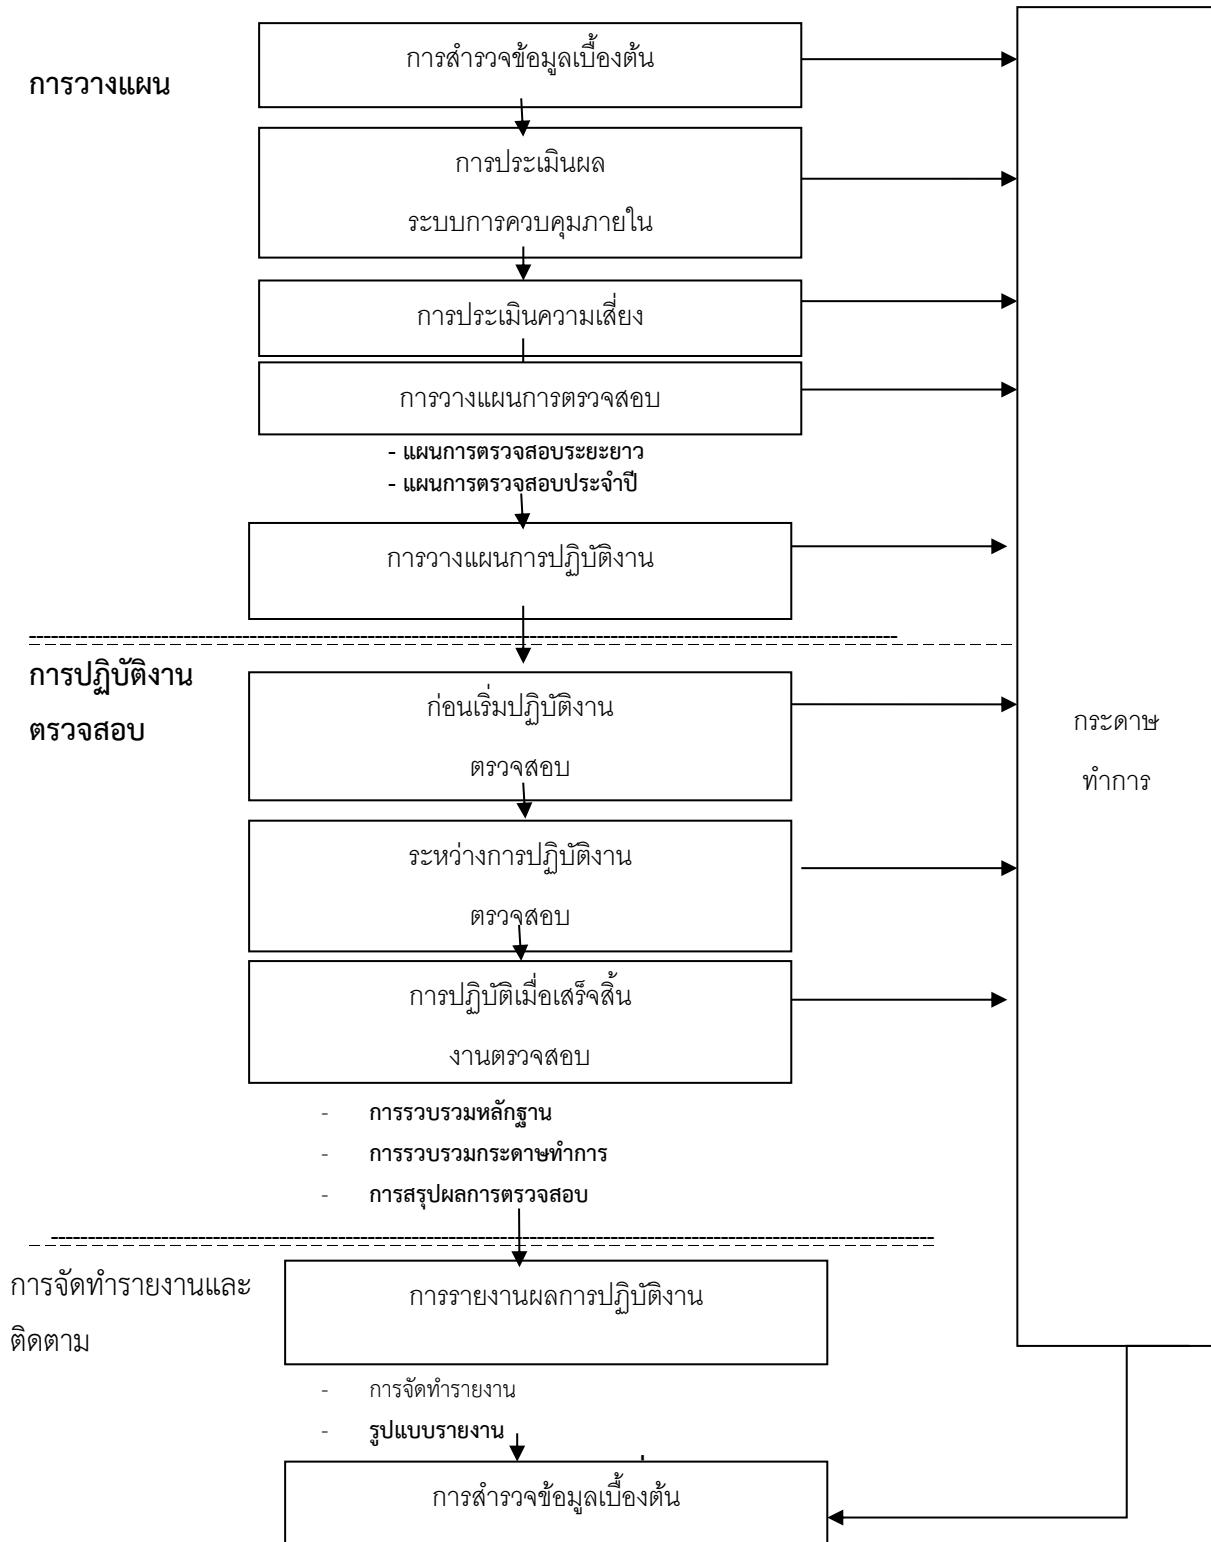 การสำรวจข้อมูลเบื้องต้น
การวางแผน
การประเมินผล
ระบบการควบคุมภายใน
การประเมินความเสี่ยง
การวางแผนการตรวจสอบ
- แผนการตรวจสอบระยะยาว
- แผนการตรวจสอบประจำปี
การวางแผนการปฏิบัติงาน
การปฏิบัติงาน
ตรวจสอบ
ก่อนเริ่มปฏิบัติงาน
ตรวจสอบ
กระดาษ
ทำการ
ระหว่างการปฏิบัติงาน
ตรวจสอบ
การปฏิบัติเมื่อเสร็จสิ้น
งานตรวจสอบ
- การรวบรวมหลักฐาน
- การรวบรวมกระดาษทำการ
- การสรุปผลการตรวจสอบ
การจัดทำรายงานและ
ติดตาม
การรายงานผลการปฏิบัติงาน
- การจัดทำรายงาน
- รูปแบบรายงาน
การสำรวจข้อมูลเบื้องต้น